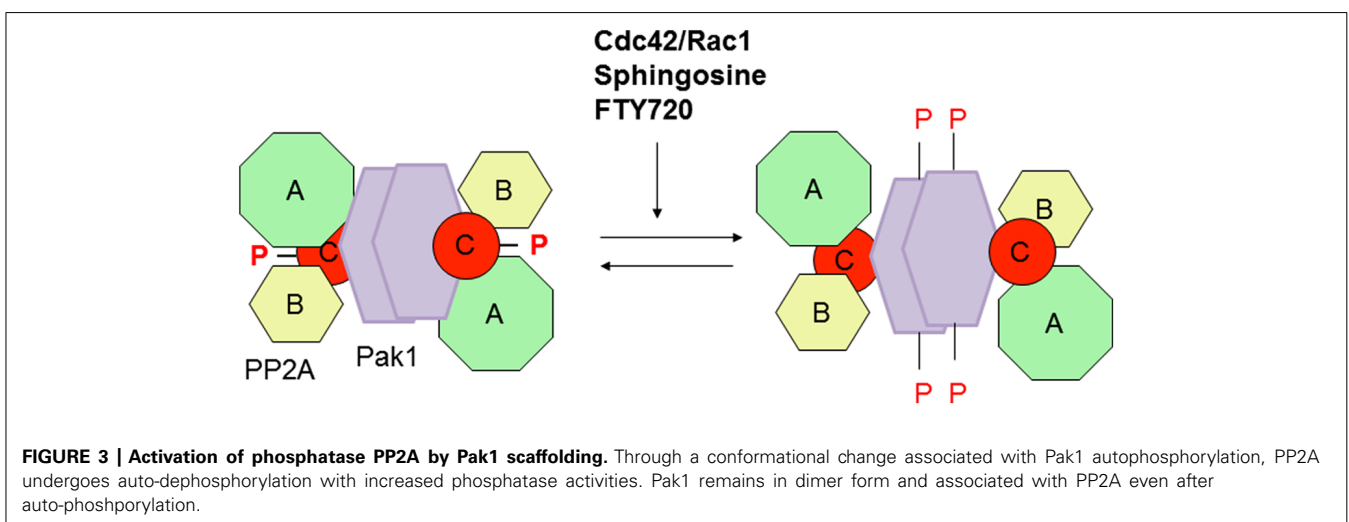 Cdc42/Rac1
Sphingosine
FTY720
P P
A B A B
P C C P C C
B A B A
PP2A Pak1
P P
FIGURE 3 | Activation of phosphatase PP2A by Pak1 scaffolding. Through a conformational change associated with Pak1 autophosphorylation, PP2A
undergoes auto-dephosphorylation with increased phosphatase activities. Pak1 remains in dimer form and associated with PP2A even after
auto-phoshporylation.